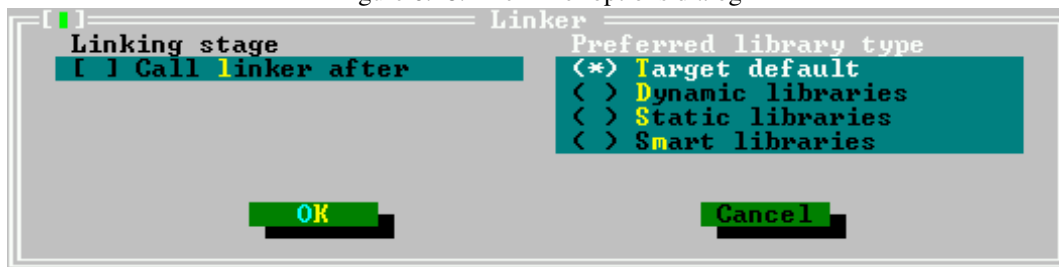 Linker
Linking stage
[ ] Call linker after
Preferred library type
(*) Target default
( ) Dynamic libraries
( ) Static libraries
( ) Smart libraries
OK
Cancel